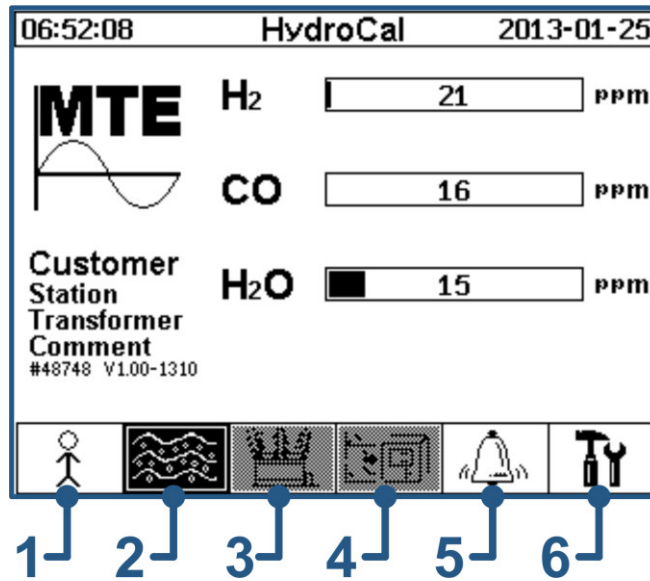 06:52:08 HydroCal 2013-01-25
MTE
H₂ 21 ppm
CO 16 ppm
H₂O 15 ppm
Customer
Station
Transformer
Comment
#48748 V1.00-1310
1 2 3 4 5 6